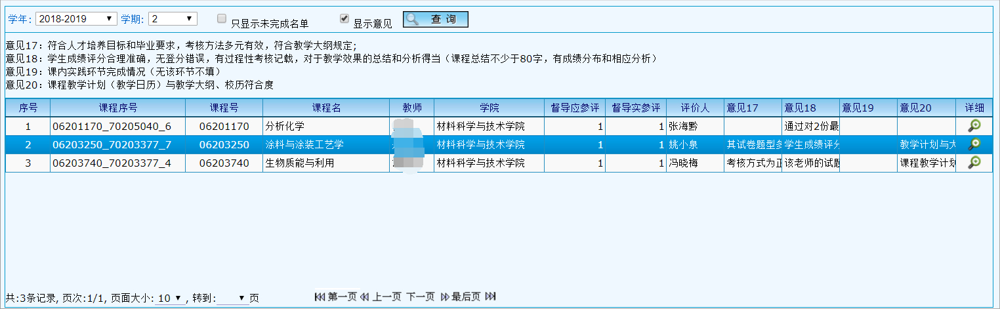 学年: 2018-2019 学期: 2 只显示未完成名单 显示意见 查 询
意见17: 符合人才培养目标和毕业要求，考核方法多元有效，符合教学大纲规定;
意见18: 学生成绩评分合理准确，无登分错误，有过程性考核记载，对于教学效果的总结和分析得当（课程总结不少于80字，有成绩分布和相应分析）
意见19: 课内实践环节完成情况（无该环节不填）
意见20: 课程教学计划（教学日历）与教学大纲、校历符合度
序号 课程序号 课程号 课程名 教师 学院 督导应参评 督导实参评 评价人 意见17 意见18 意见19 意见20 详细
1 06201170_70205040_6 06201170 分析化学 材料科学与技术学院 1 1 张海黔 通过对2份最
2 06203250_70203377_7 06203250 涂料与涂装工艺学 材料科学与技术学院 1 1 姚小泉 其试卷题型多 学生成绩评分 教学计划与大
3 06203740_70203377_4 06203740 生物质能与利用 材料科学与技术学院 1 1 冯晓梅 考核方式为正 该老师的试题 课程教学计划
共:3条记录, 页次:1/1, 页面大小: 10 , 转到: 页 第一页 上一页 下一页 最后页